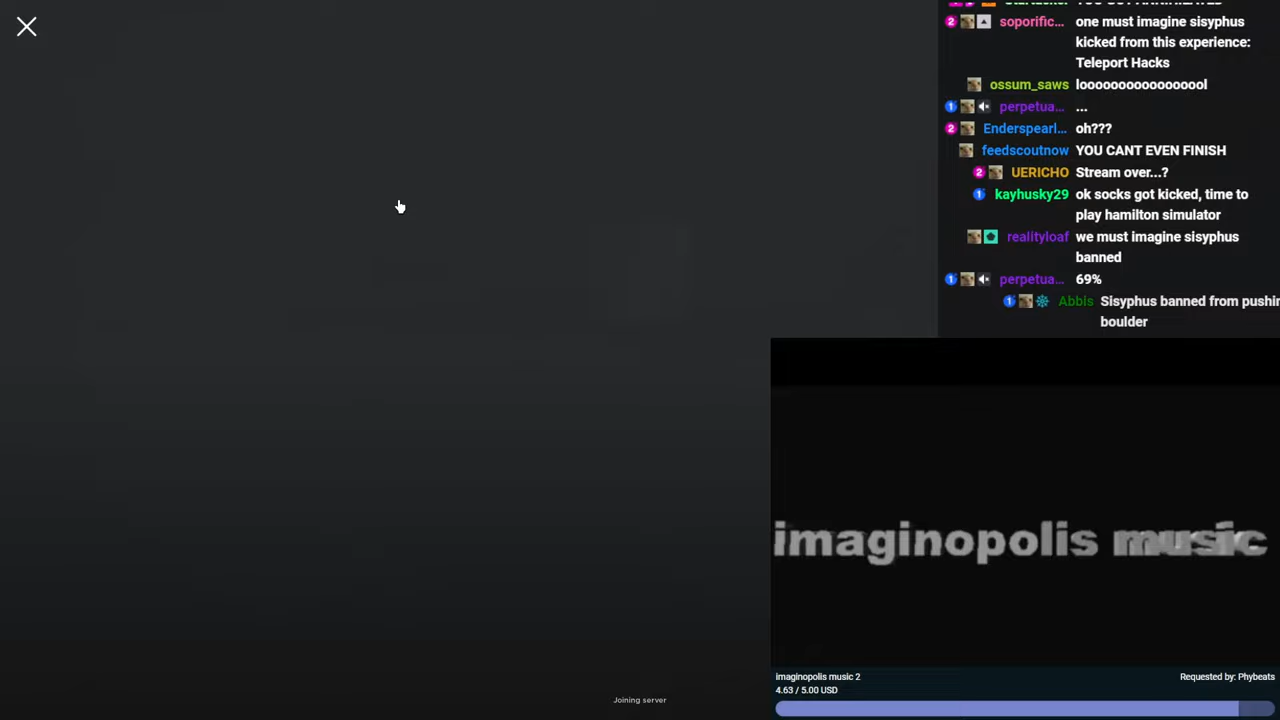 soporific... one must imagine sisyphus
kicked from this experience:
Teleport Hacks
ossum_saws looooooooooooooool
perpetua... ...
Enderspearl... oh???
feedscoutnow YOU CANT EVEN FINISH
UERICHO Stream over...?
kayhusky29 ok socks got kicked, time to
play hamilton simulator
realityloaf we must imagine sisyphus
banned
perpetua... 69%
Abbis Sisyphus banned from pushin
boulder
imaginopolis music
imaginopolis music 2
Requested by: Phybeats
4.63 / 5.00 USD
Joining server